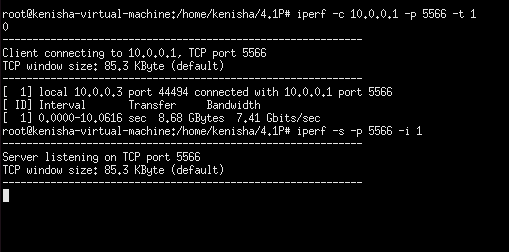 root@kenisha-virtual-machine:/home/kenisha/4.1P# iperf -c 10.0.0.1 -p 5566 -t 1
0
------------------------------------------------------------
Client connecting to 10.0.0.1, TCP port 5566
TCP window size: 85.3 KByte (default)
------------------------------------------------------------
[  1] local 10.0.0.3 port 44494 connected with 10.0.0.1 port 5566
[ ID] Interval       Transfer     Bandwidth
[  1] 0.0000-10.0616 sec  8.68 GBytes  7.41 Gbits/sec
root@kenisha-virtual-machine:/home/kenisha/4.1P# iperf -s -p 5566 -i 1
------------------------------------------------------------
Server listening on TCP port 5566
TCP window size: 85.3 KByte (default)
------------------------------------------------------------